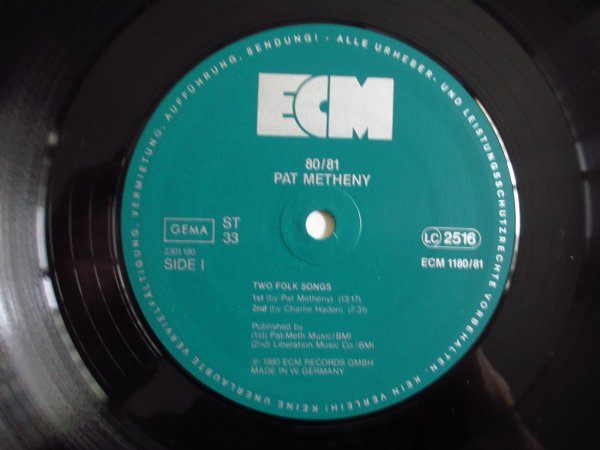 ECM
80/81
PAT METHENY
GEMA
ST
33
LC 2516
2301 180
SIDE I
ECM 1180/81
TWO FOLK SONGS
1st (by Pat Metheny) (13:17)
2nd (by Charlie Haden) (7:31)
Published by
(1st) Pat-Meth Music/BMI
(2nd) Liberation Music Co./BMI
℗ 1980 ECM RECORDS GMBH
MADE IN W. GERMANY
ALLE URHEBER- UND LEISTUNGSSCHUTZRECHTE VORBEHALTEN. KEIN VERLEIH! KEINE UNERLAUBTE VERVIELFÄLTIGUNG, VERMIETUNG, AUFFÜHRUNG, SENDUNG! -